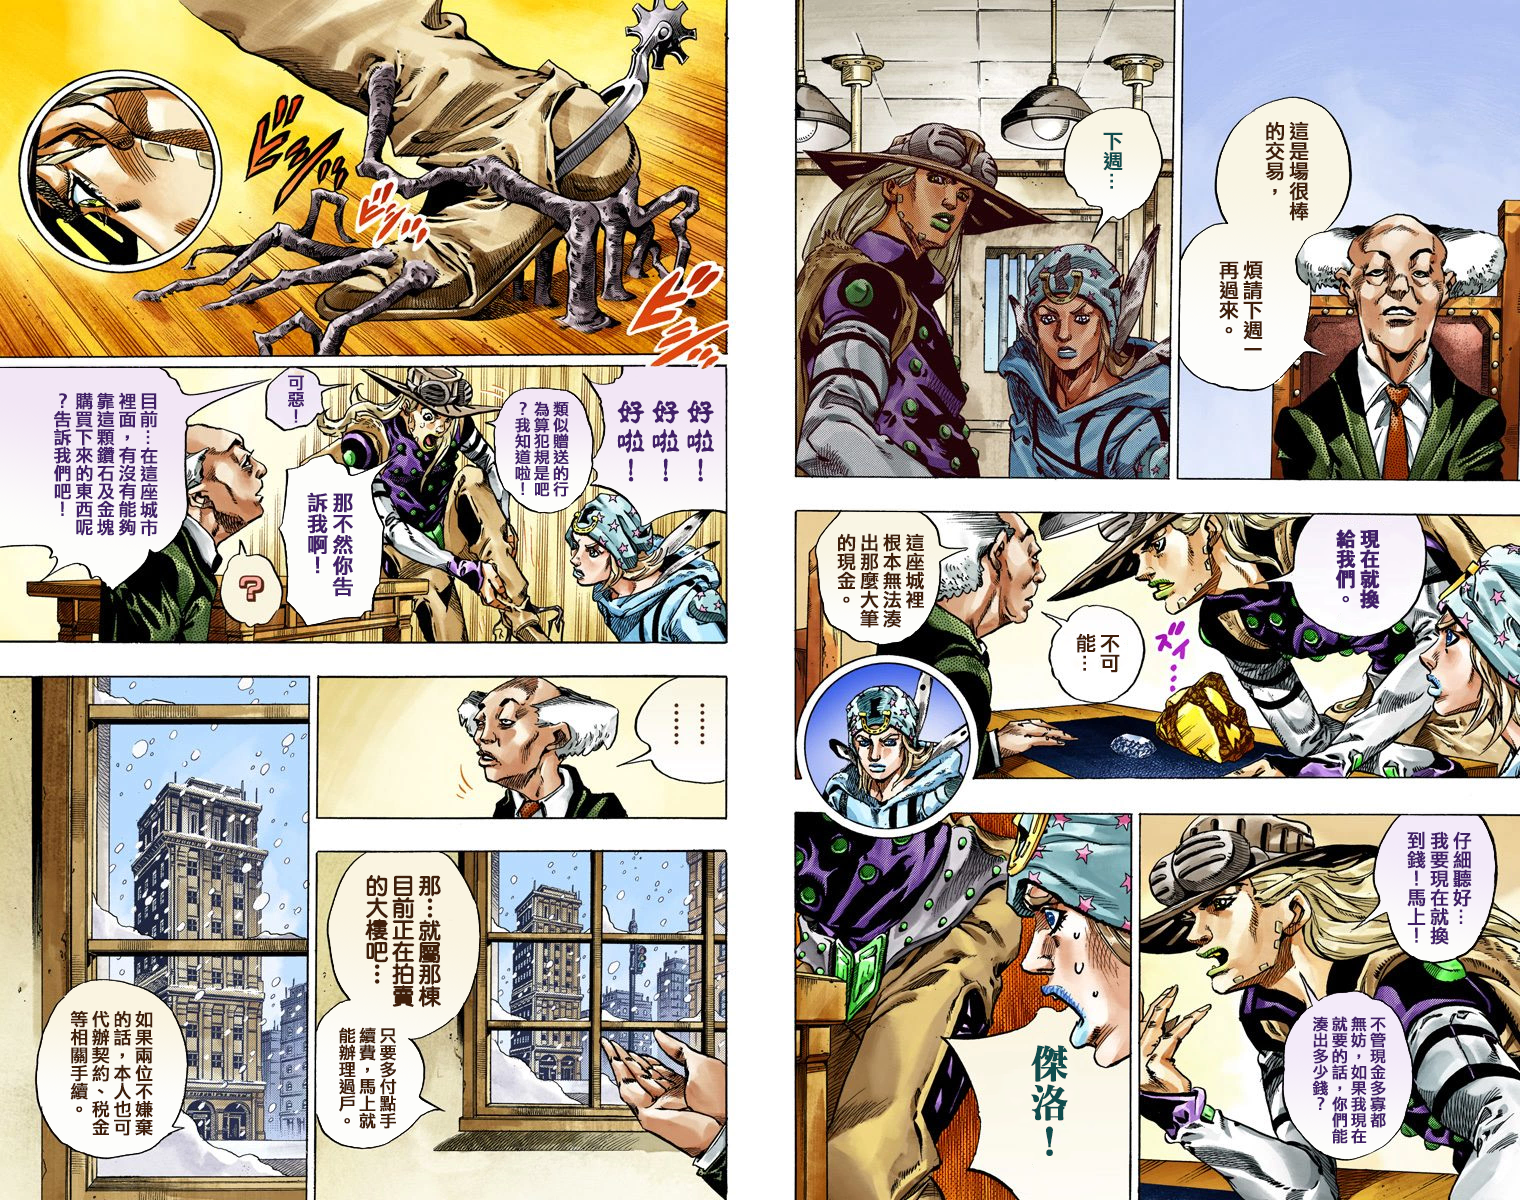 這是場很棒
的交易，
煩請下週一
再過來。
下週…
現在就換
給我們。
ズイ…
不可
能…
這座城裡
根本無法湊
出那麼大筆
的現金。
仔細聽好…
我要現在就換
到錢！馬上！
不管現金多寡都
無妨，如果我現在
就要的話，你們能
湊出多少錢？
傑洛！
ビシッ
ビシッ
ビシィッ
好啦！
好啦！
好啦！
類似贈送的行
為算犯規是吧
？我知道啦！
可惡！
那不然你告
訴我啊！
？
目前…在這座城市
裡面，有沒有能夠
靠這顆鑽石及金塊
購買下來的東西呢
？告訴我們吧！
……
……
那…就屬那棟
目前正在拍賣
的大樓吧…
只要多付點手
續費，馬上就
能辦理過戶。
如果兩位不嫌棄
的話，本人也可
代辦契約、税金
等相關手續。